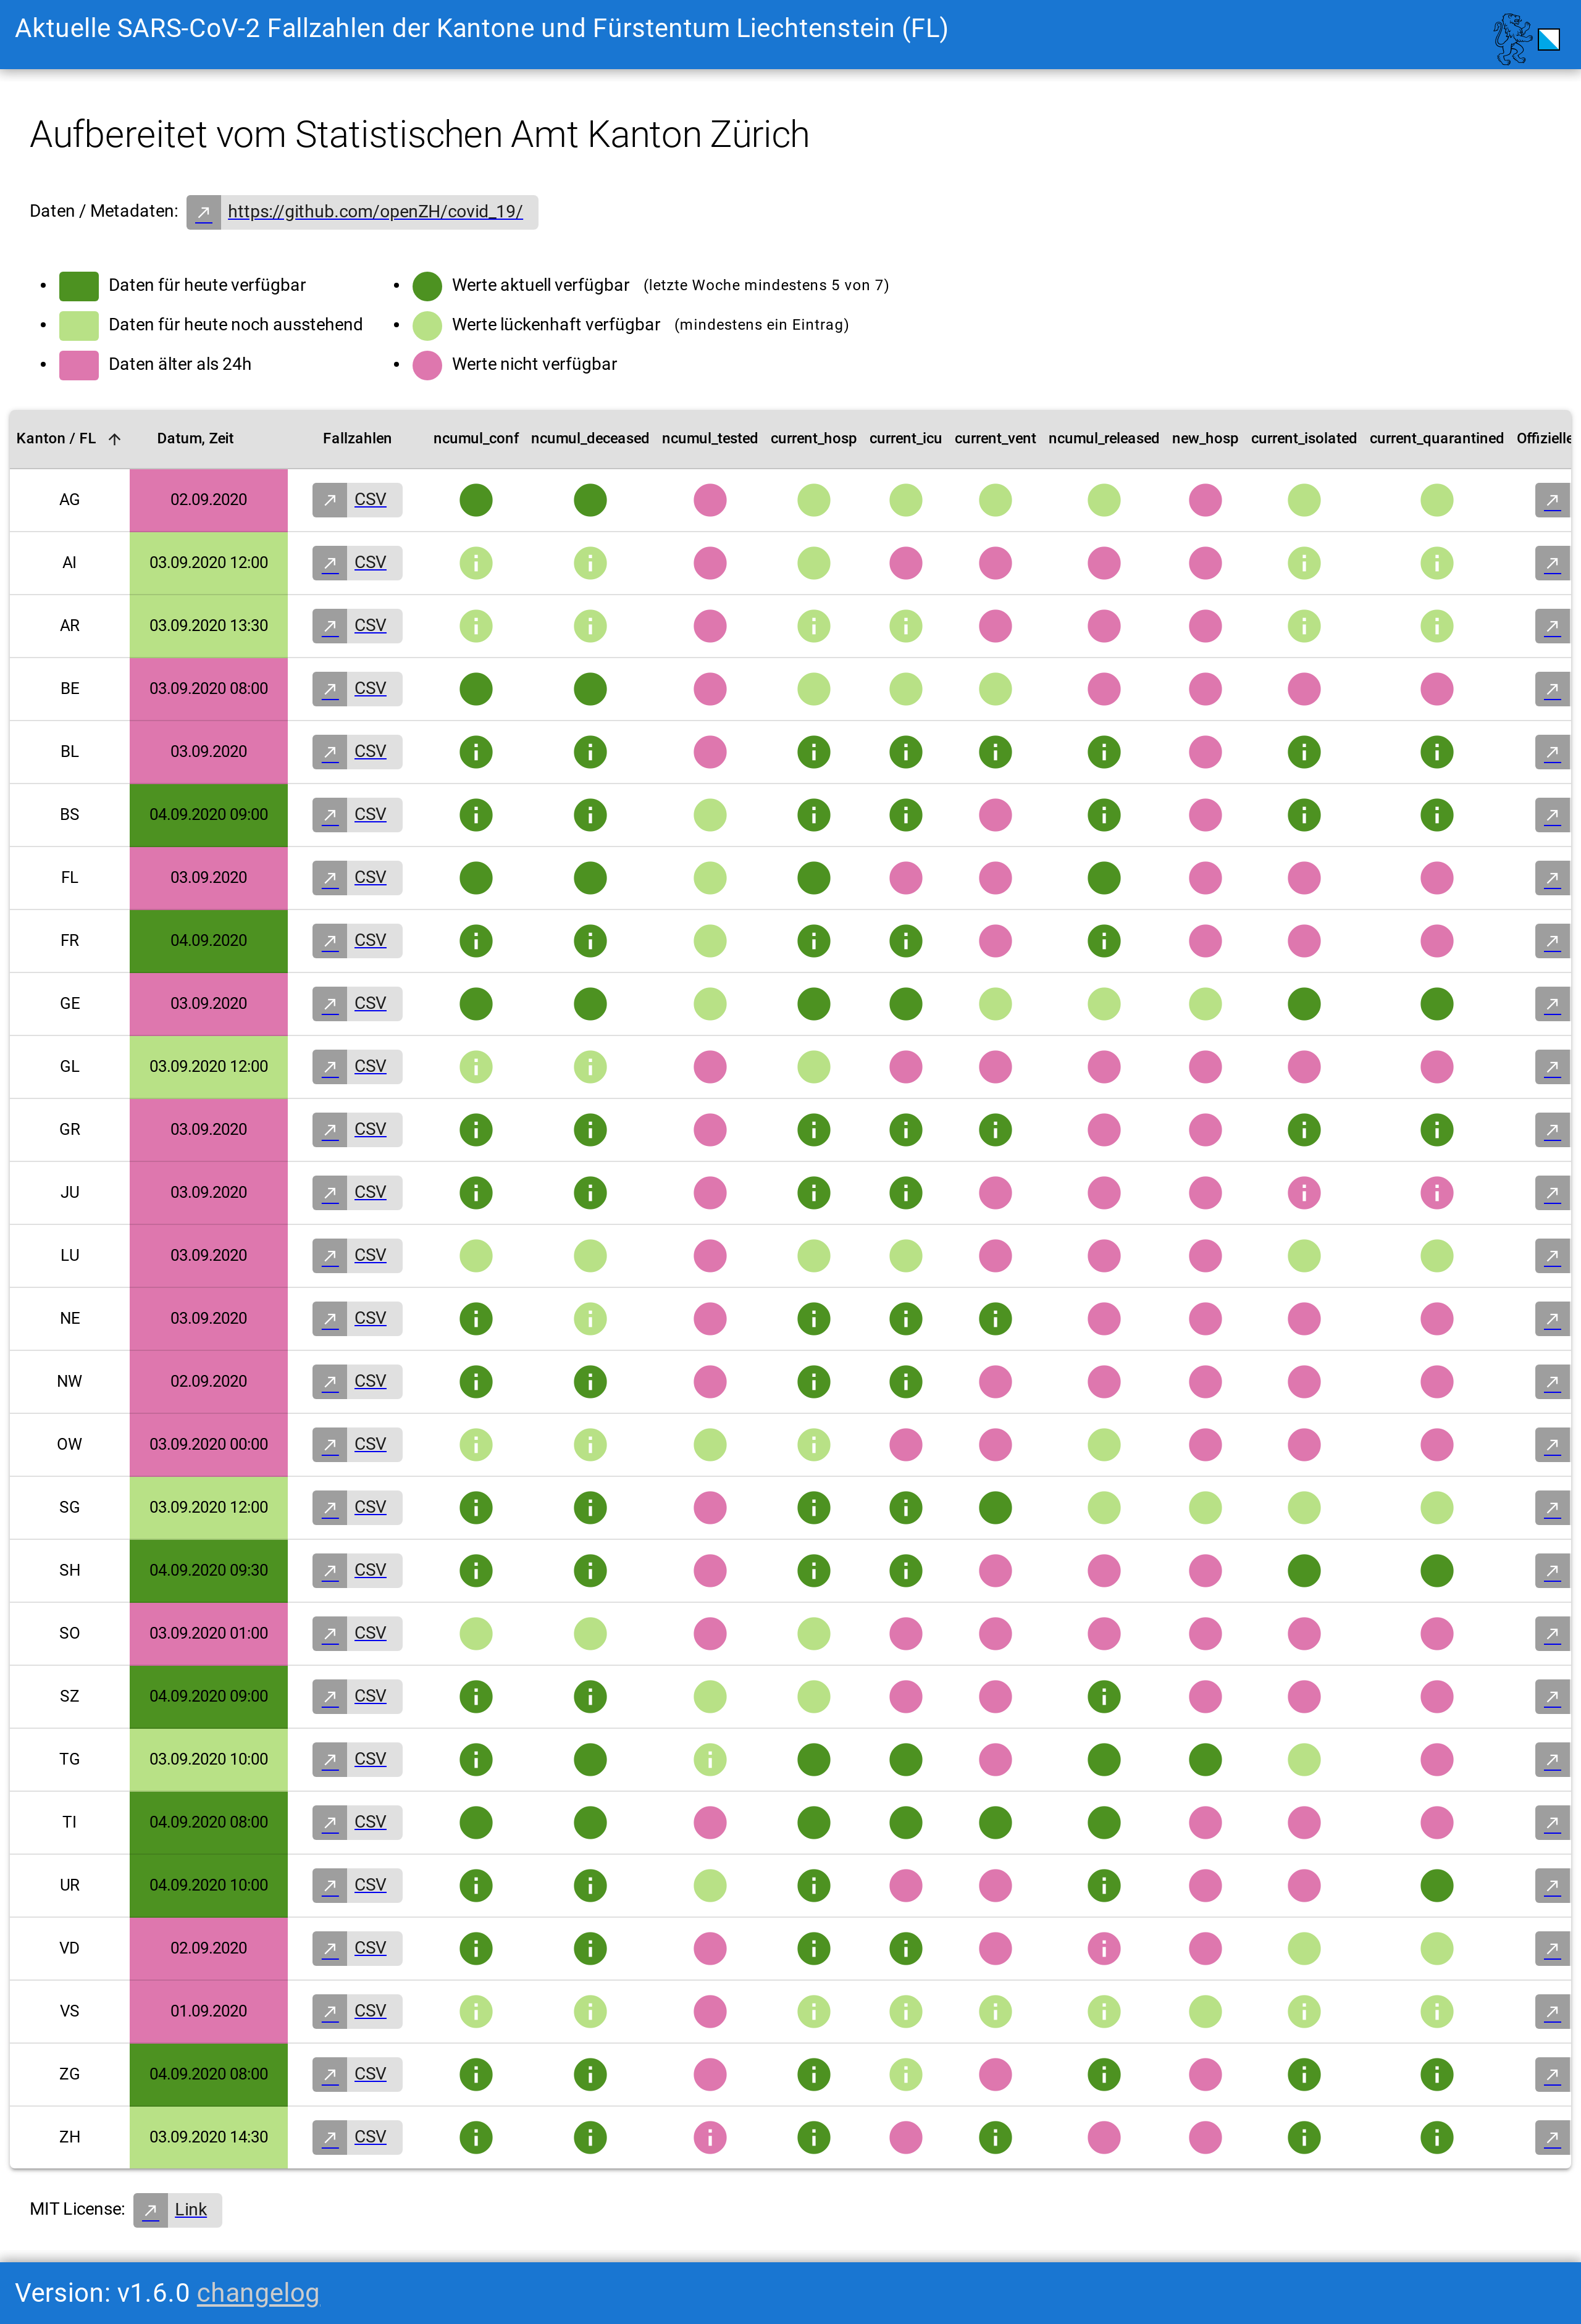 Aktuelle SARS-CoV-2 Fallzahlen der Kantone und Fürstentum Liechtenstein (FL)
Aufbereitet vom Statistischen Amt Kanton Zürich
Daten / Metadaten: https://github.com/openZH/covid_19/
Daten für heute verfügbar
Daten für heute noch ausstehend
Daten älter als 24h
Werte aktuell verfügbar (letzte Woche mindestens 5 von 7)
Werte lückenhaft verfügbar (mindestens ein Eintrag)
Werte nicht verfügbar
Kanton / FL Datum, Zeit Fallzahlen ncumul_conf ncumul_deceased ncumul_tested current_hosp current_icu current_vent ncumul_released new_hosp current_isolated current_quarantined Offizielle
AG 02.09.2020 CSV
AI 03.09.2020 12:00 CSV
AR 03.09.2020 13:30 CSV
BE 03.09.2020 08:00 CSV
BL 03.09.2020 CSV
BS 04.09.2020 09:00 CSV
FL 03.09.2020 CSV
FR 04.09.2020 CSV
GE 03.09.2020 CSV
GL 03.09.2020 12:00 CSV
GR 03.09.2020 CSV
JU 03.09.2020 CSV
LU 03.09.2020 CSV
NE 03.09.2020 CSV
NW 02.09.2020 CSV
OW 03.09.2020 00:00 CSV
SG 03.09.2020 12:00 CSV
SH 04.09.2020 09:30 CSV
SO 03.09.2020 01:00 CSV
SZ 04.09.2020 09:00 CSV
TG 03.09.2020 10:00 CSV
TI 04.09.2020 08:00 CSV
UR 04.09.2020 10:00 CSV
VD 02.09.2020 CSV
VS 01.09.2020 CSV
ZG 04.09.2020 08:00 CSV
ZH 03.09.2020 14:30 CSV
MIT License: Link
Version: v1.6.0 changelog